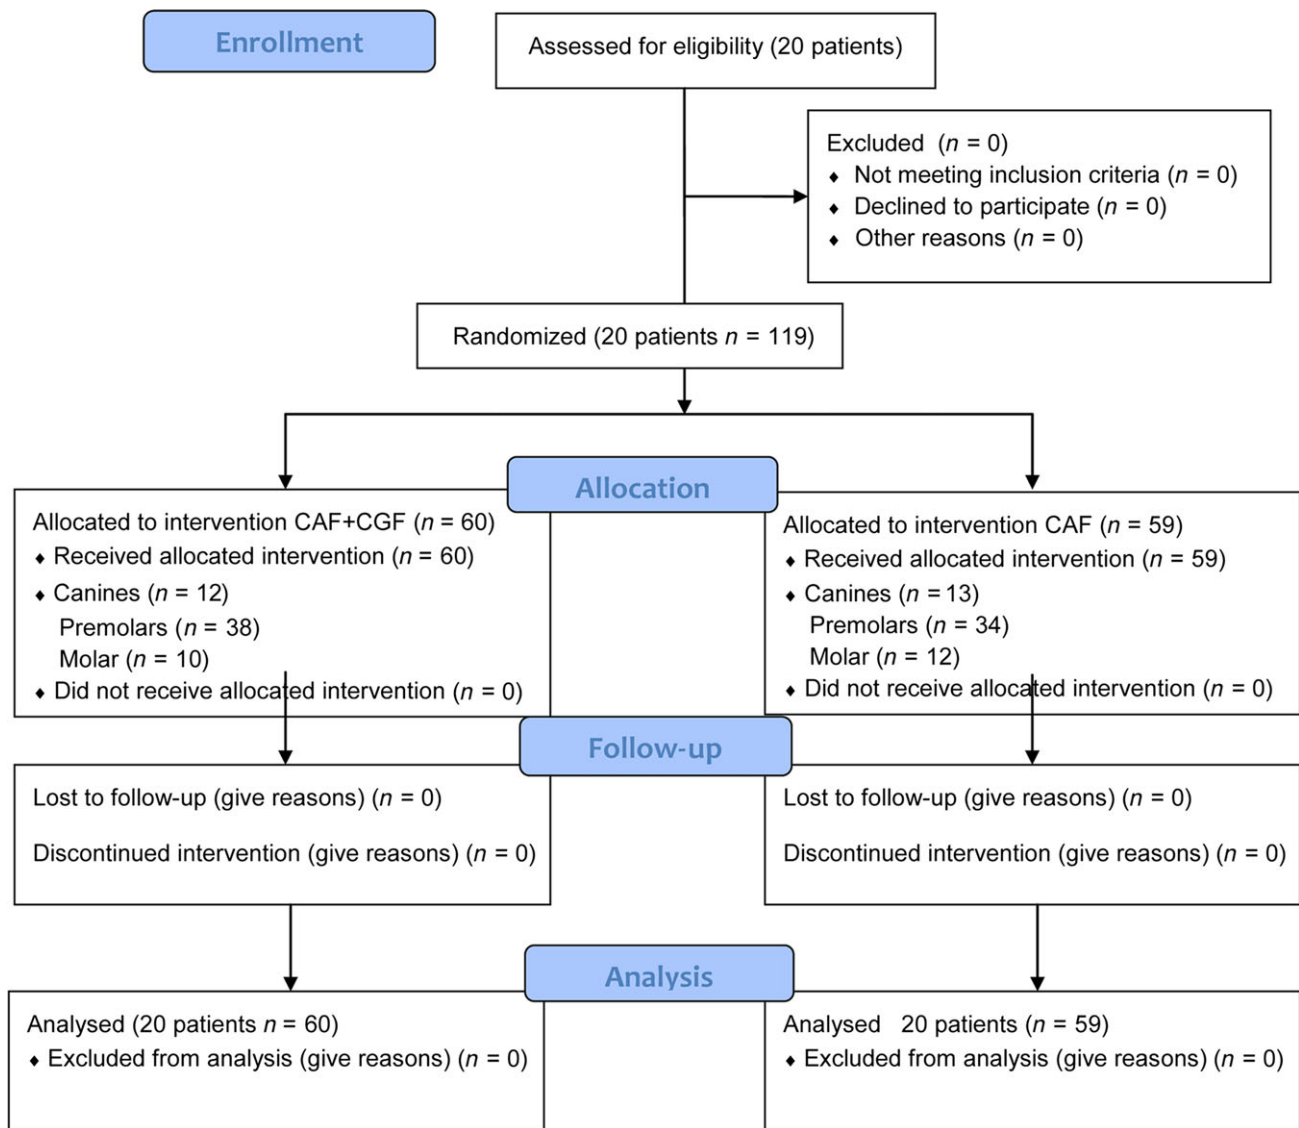 Enrollment
Assessed for eligibility (20 patients)
Excluded (n = 0)
♦ Not meeting inclusion criteria (n = 0)
♦ Declined to participate (n = 0)
♦ Other reasons (n = 0)
Randomized (20 patients n = 119)
Allocation
Allocated to intervention CAF+CGF (n = 60)
♦ Received allocated intervention (n = 60)
♦ Canines (n = 12)
Premolars (n = 38)
Molar (n = 10)
♦ Did not receive allocated intervention (n = 0)
Allocated to intervention CAF (n = 59)
♦ Received allocated intervention (n = 59)
♦ Canines (n = 13)
Premolars (n = 34)
Molar (n = 12)
♦ Did not receive allocated intervention (n = 0)
Follow-up
Lost to follow-up (give reasons) (n = 0)
Discontinued intervention (give reasons) (n = 0)
Lost to follow-up (give reasons) (n = 0)
Discontinued intervention (give reasons) (n = 0)
Analysis
Analysed (20 patients n = 60)
♦ Excluded from analysis (give reasons) (n = 0)
Analysed 20 patients (n = 59)
♦ Excluded from analysis (give reasons) (n = 0)